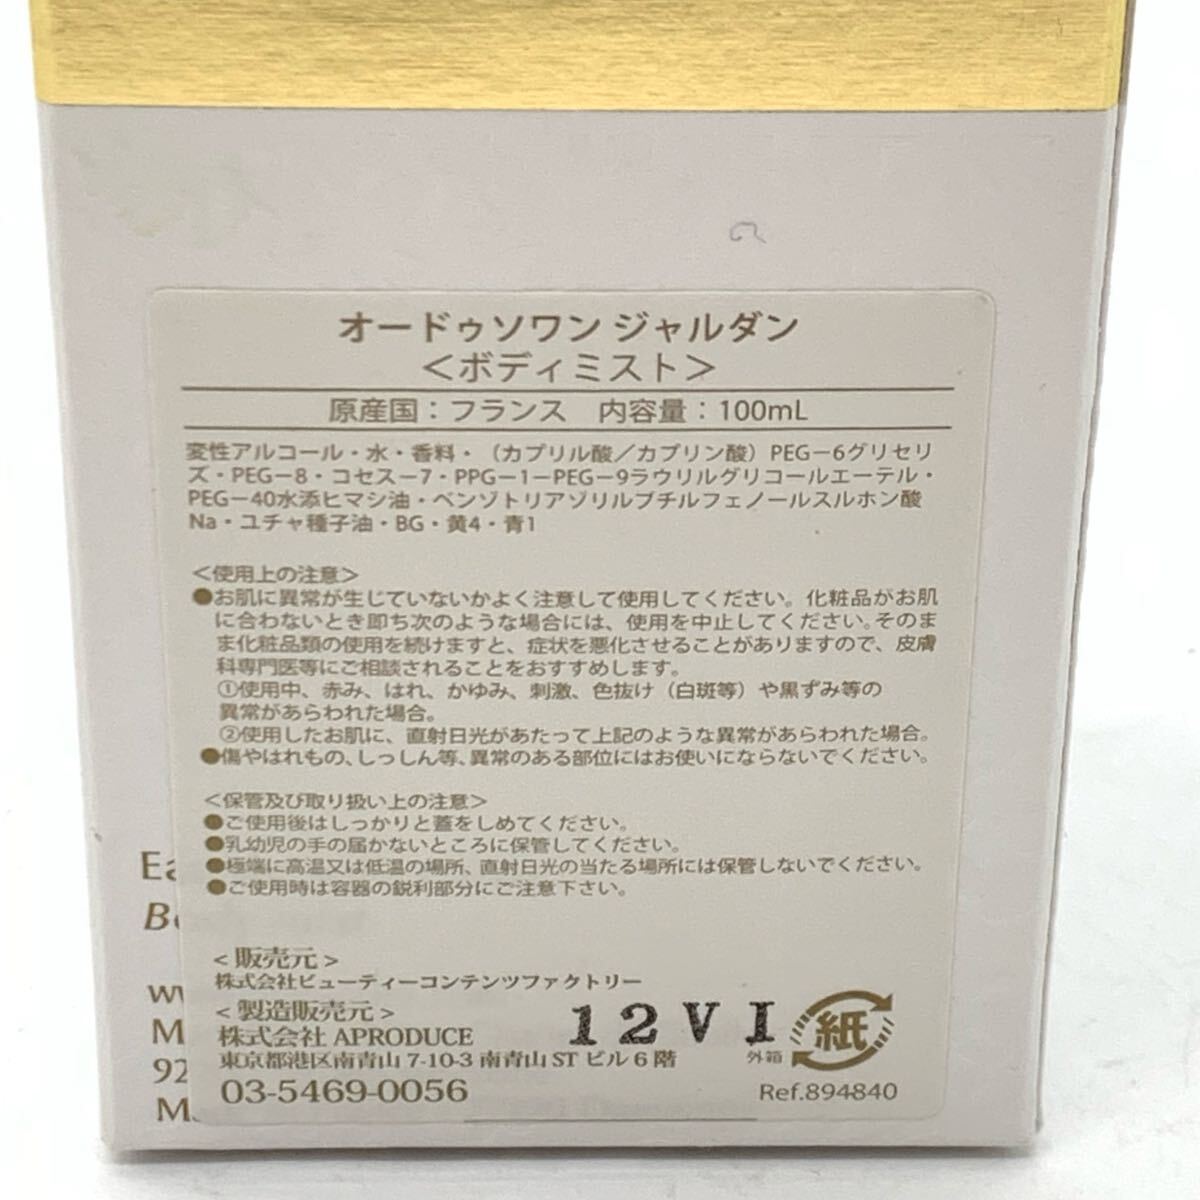 オードゥソワン ジャルダン
＜ボディミスト＞
原産国：フランス　内容量：100mL
変性アルコール・水・香料・（カプリル酸／カプリン酸）PEG－6グリセリ
ズ・PEG－8・コセス－7・PPG－1－PEG－9ラウリルグリコールエーテル・
PEG－40水添ヒマシ油・ベンゾトリアゾリルブチルフェノールスルホン酸
Na・ユチャ種子油・BG・黄4・青1
＜使用上の注意＞
●お肌に異常が生じていないかよく注意して使用してください。化粧品がお肌
に合わないとき即ち次のような場合には、使用を中止してください。そのま
ま化粧品類の使用を続けますと、症状を悪化させることがありますので、皮膚
科専門医等にご相談されることをおすすめします。
①使用中、赤み、はれ、かゆみ、刺激、色抜け（白斑等）や黒ずみ等の
異常があらわれた場合。
②使用したお肌に、直射日光があたって上記のような異常があらわれた場合。
●傷やはれもの、しっしん等、異常のある部位にはお使いにならないでください。
＜保管及び取り扱い上の注意＞
●ご使用後はしっかりと蓋をしめてください。
●乳幼児の手の届かないところに保管してください。
●極端に高温又は低温の場所、直射日光の当たる場所には保管しないでください。
●ご使用時は容器の鋭利部分にご注意下さい。
＜販売元＞
株式会社ビューティーコンテンツファクトリー
＜製造販売元＞
株式会社 APRODUCE
12VI
紙
外箱
東京都港区南青山 7-10-3 南青山 ST ビル 6 階
03-5469-0056
Ref.894840
Ea
92